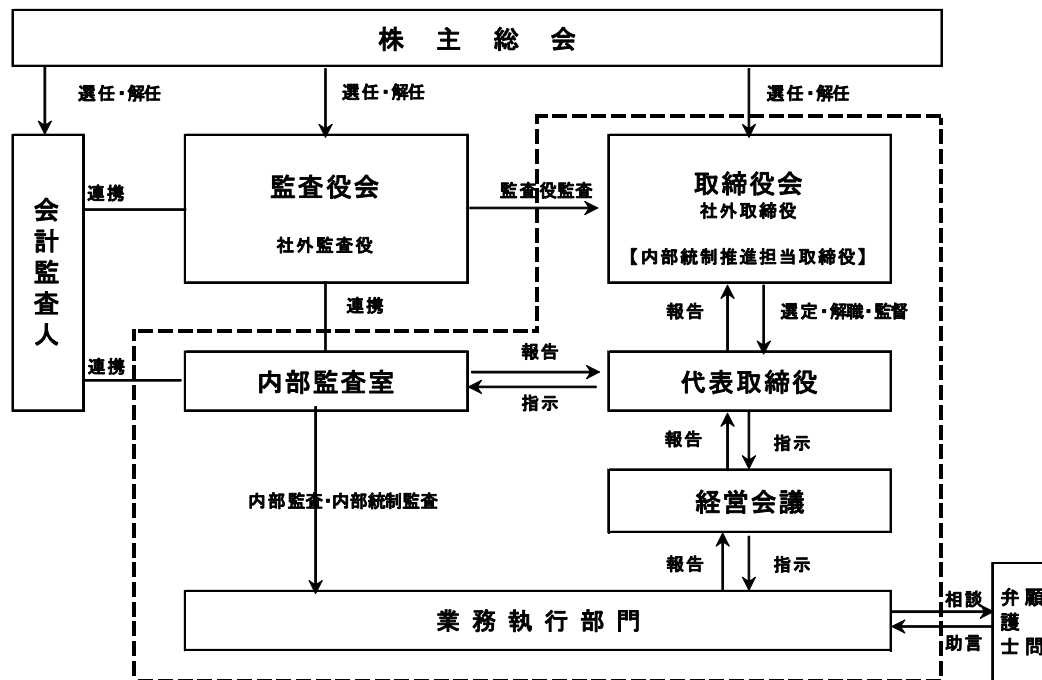 株主総会
選任・解任
選任・解任
選任・解任
会計監査人
連携
監査役会
社外監査役
監査役監査
取締役会
社外取締役
【内部統制推進担当取締役】
連携
報告
選定・解職・監督
連携
内部監査室
報告
指示
代表取締役
報告
指示
内部監査・内部統制監査
経営会議
報告
指示
業務執行部門
相談
助言
顧問
弁護士